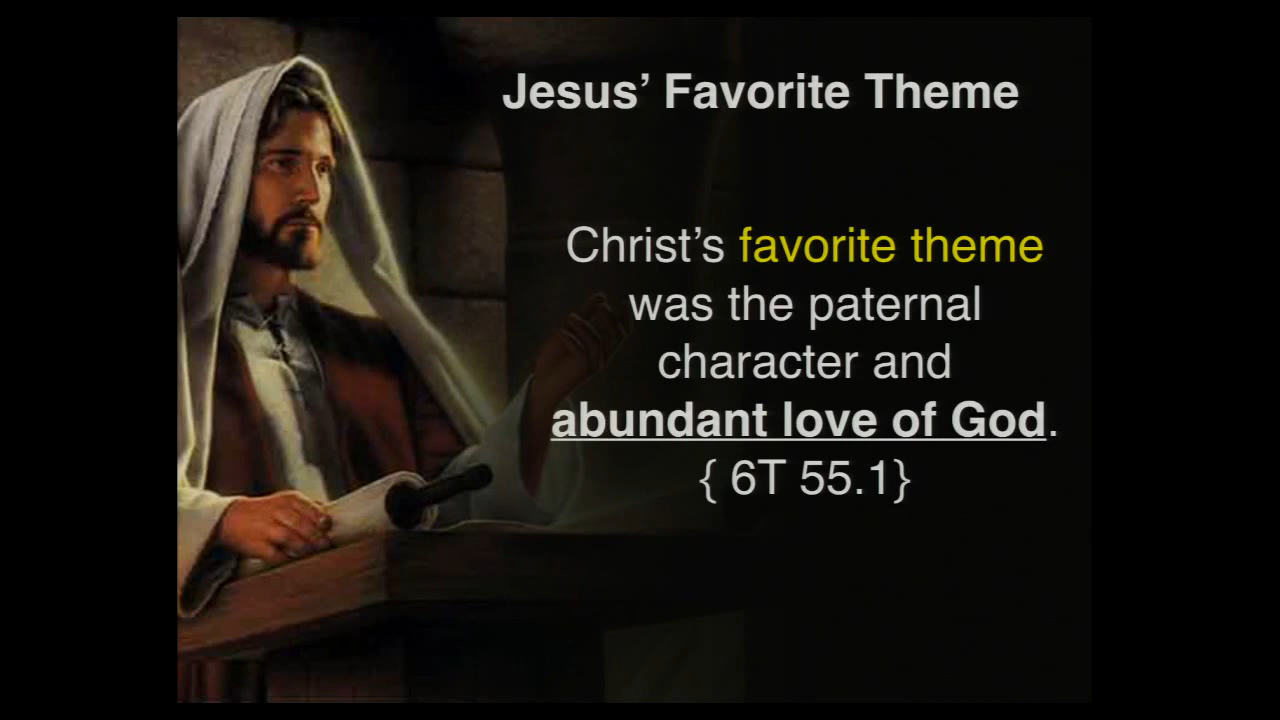 Jesus’ Favorite Theme
Christ’s favorite theme
was the paternal
character and
abundant love of God.
{ 6T 55.1}